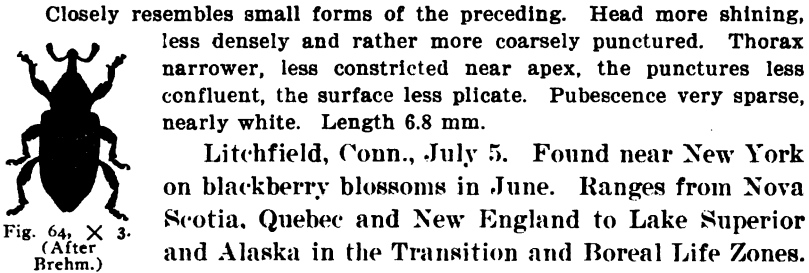 Closely resembles small forms of the preceding. Head more shining,
less densely and rather more coarsely punctured. Thorax
narrower, less constricted near apex, the punctures less
confluent, the surface less plicate. Pubescence very sparse,
nearly white. Length 6.8 mm.
Litchfield, Conn., July 5. Found near New York
on blackberry blossoms in June. Ranges from Nova
Scotia, Quebec and New England to Lake Superior
and Alaska in the Transition and Boreal Life Zones.
Fig. 64, × 3.
(After
Brehm.)